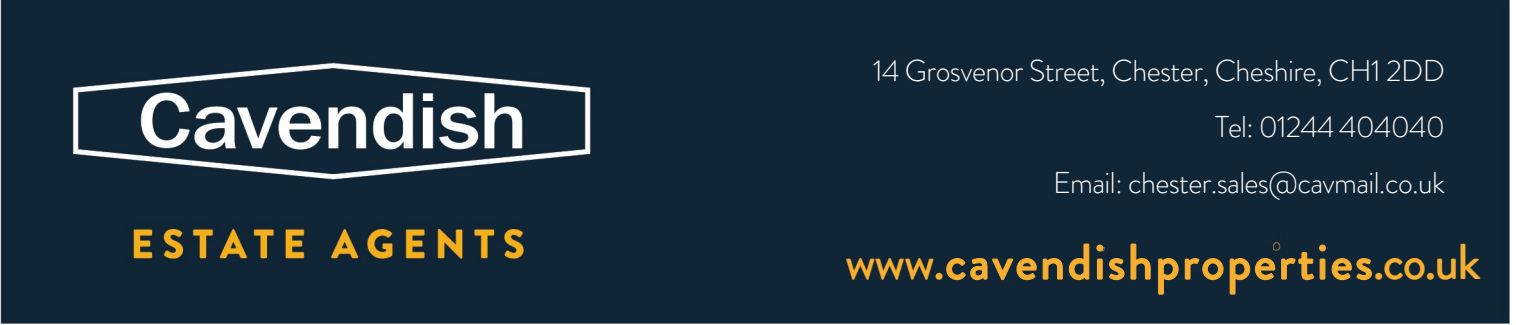 Cavendish
ESTATE AGENTS
14 Grosvenor Street, Chester, Cheshire, CH1 2DD
Tel: 01244 404040
Email: chester.sales@cavmail.co.uk
www.cavendishproperties.co.uk